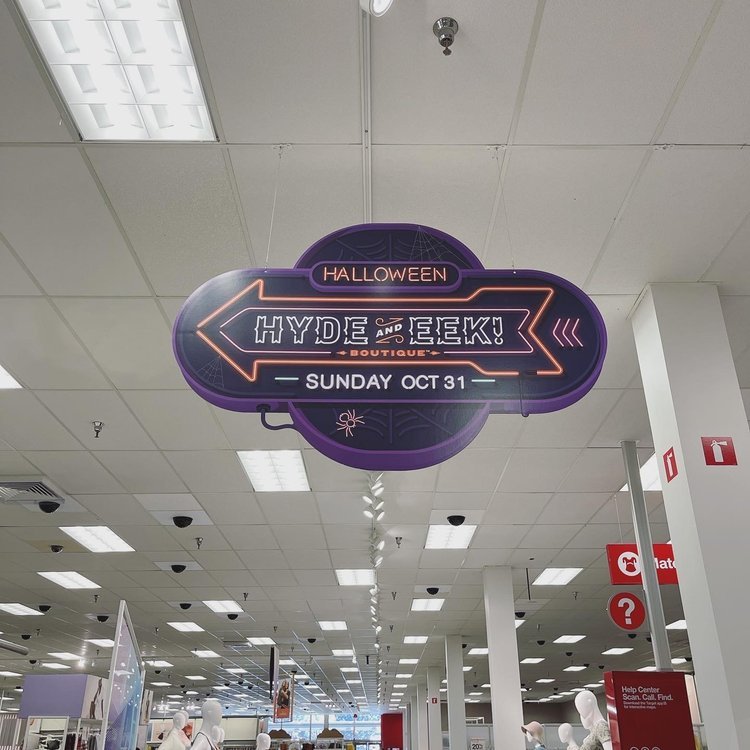 HALLOWEEN
HYDE AND EEK!
BOUTIQUE
SUNDAY OCT 31
?
Help Center
Scan. Call. Find.